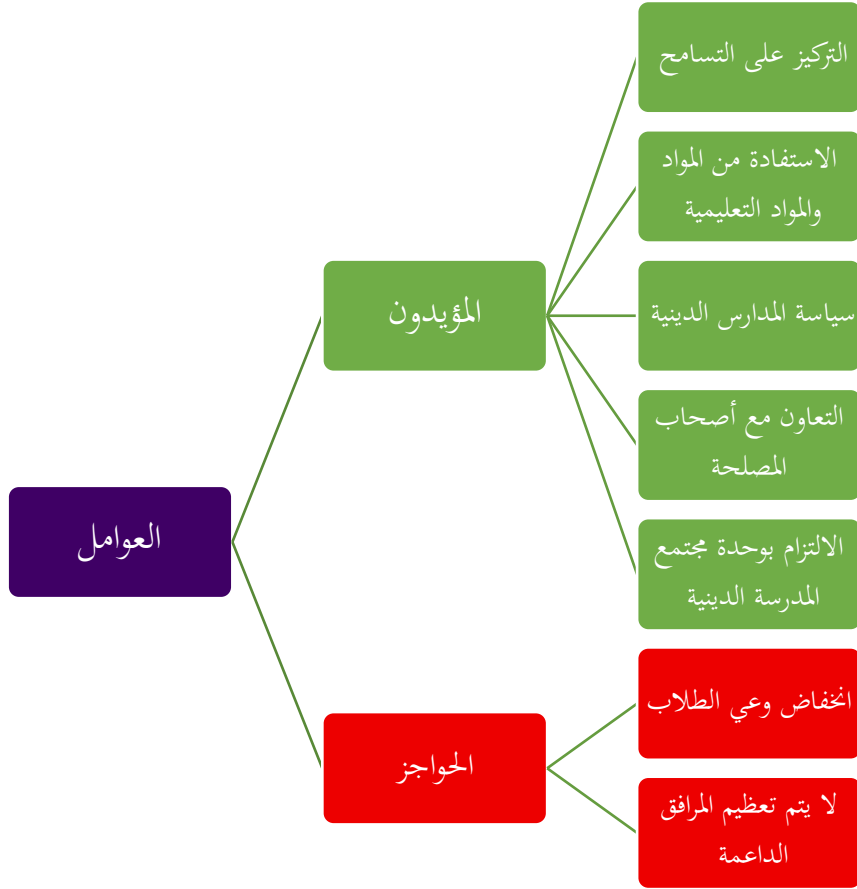 العوامل
المؤيدون
التركيز على التسامح
الاستفادة من المواد
والمواد التعليمية
سياسة المدارس الدينية
التعاون مع أصحاب
المصلحة
الالتزام بوحدة مجتمع
المدرسة الدينية
الحواجز
انخفاض وعي الطلاب
لا يتم تعظيم المرافق
الداعمة